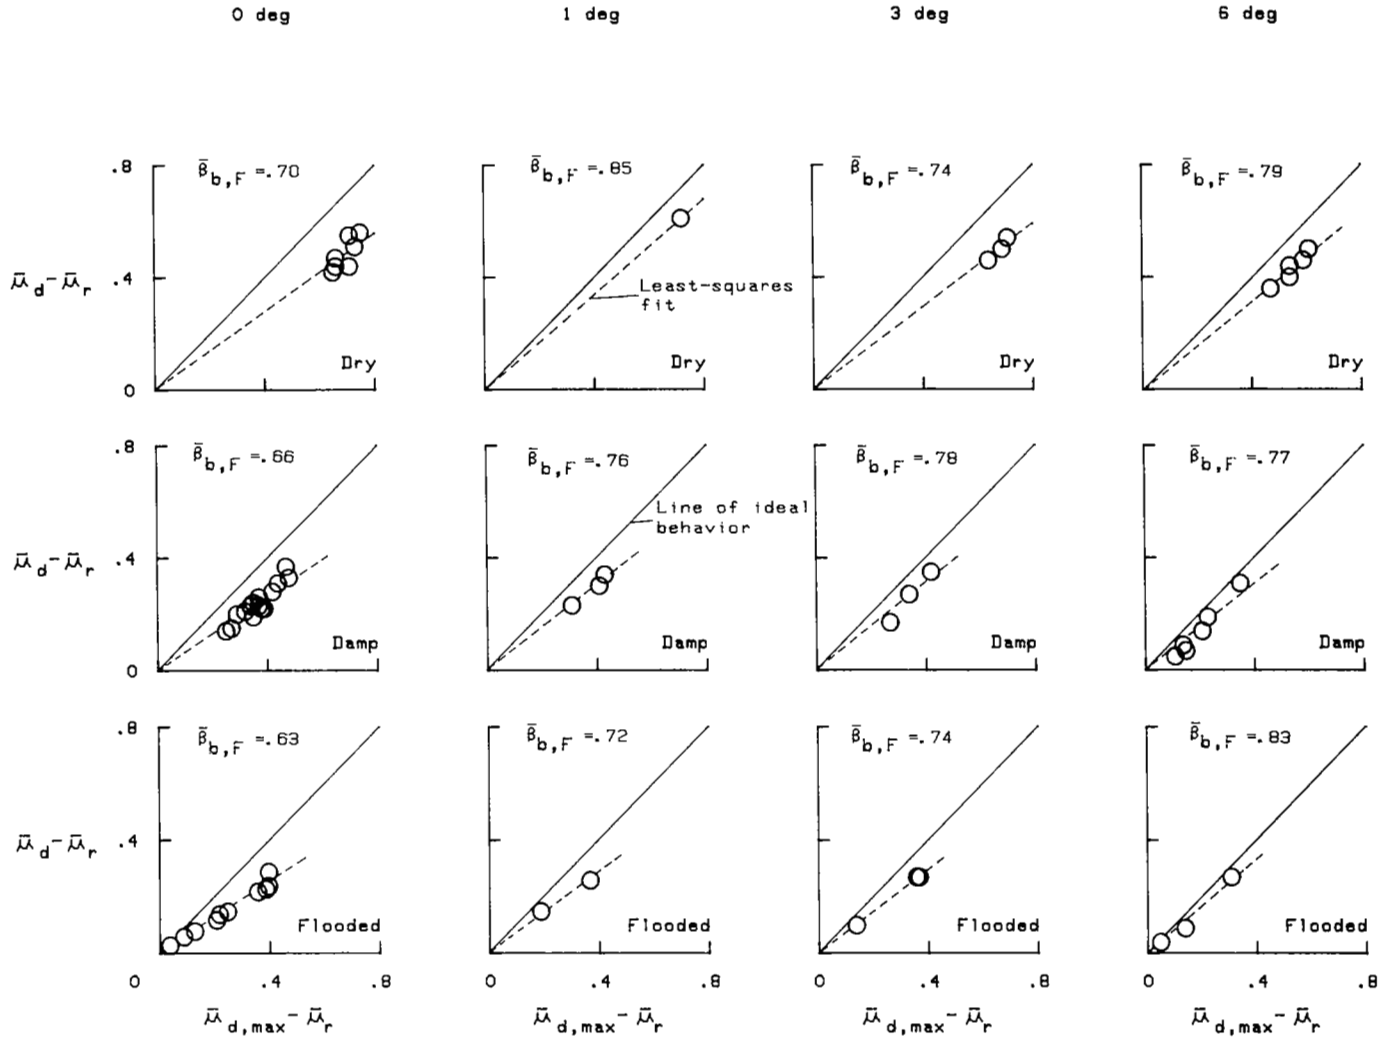 0 deg 1 deg 3 deg 6 deg
.8 β̄b,F =.70 β̄b,F =.85 β̄b,F =.74 β̄b,F =.79
μ̄d-μ̄r .4
Least-squares
fit
Dry Dry Dry Dry
0
.8 β̄b,F =.66 β̄b,F =.76 β̄b,F =.78 β̄b,F =.77
Line of ideal
behavior
μ̄d-μ̄r .4
Damp Damp Damp Damp
0
.8 β̄b,F =.63 β̄b,F =.72 β̄b,F =.74 β̄b,F =.83
μ̄d-μ̄r .4
Flooded Flooded Flooded Flooded
0 .4 .8 0 .4 .8 0 .4 .8 0 .4 .8
μ̄d,max-μ̄r μ̄d,max-μ̄r μ̄d,max-μ̄r μ̄d,max-μ̄r